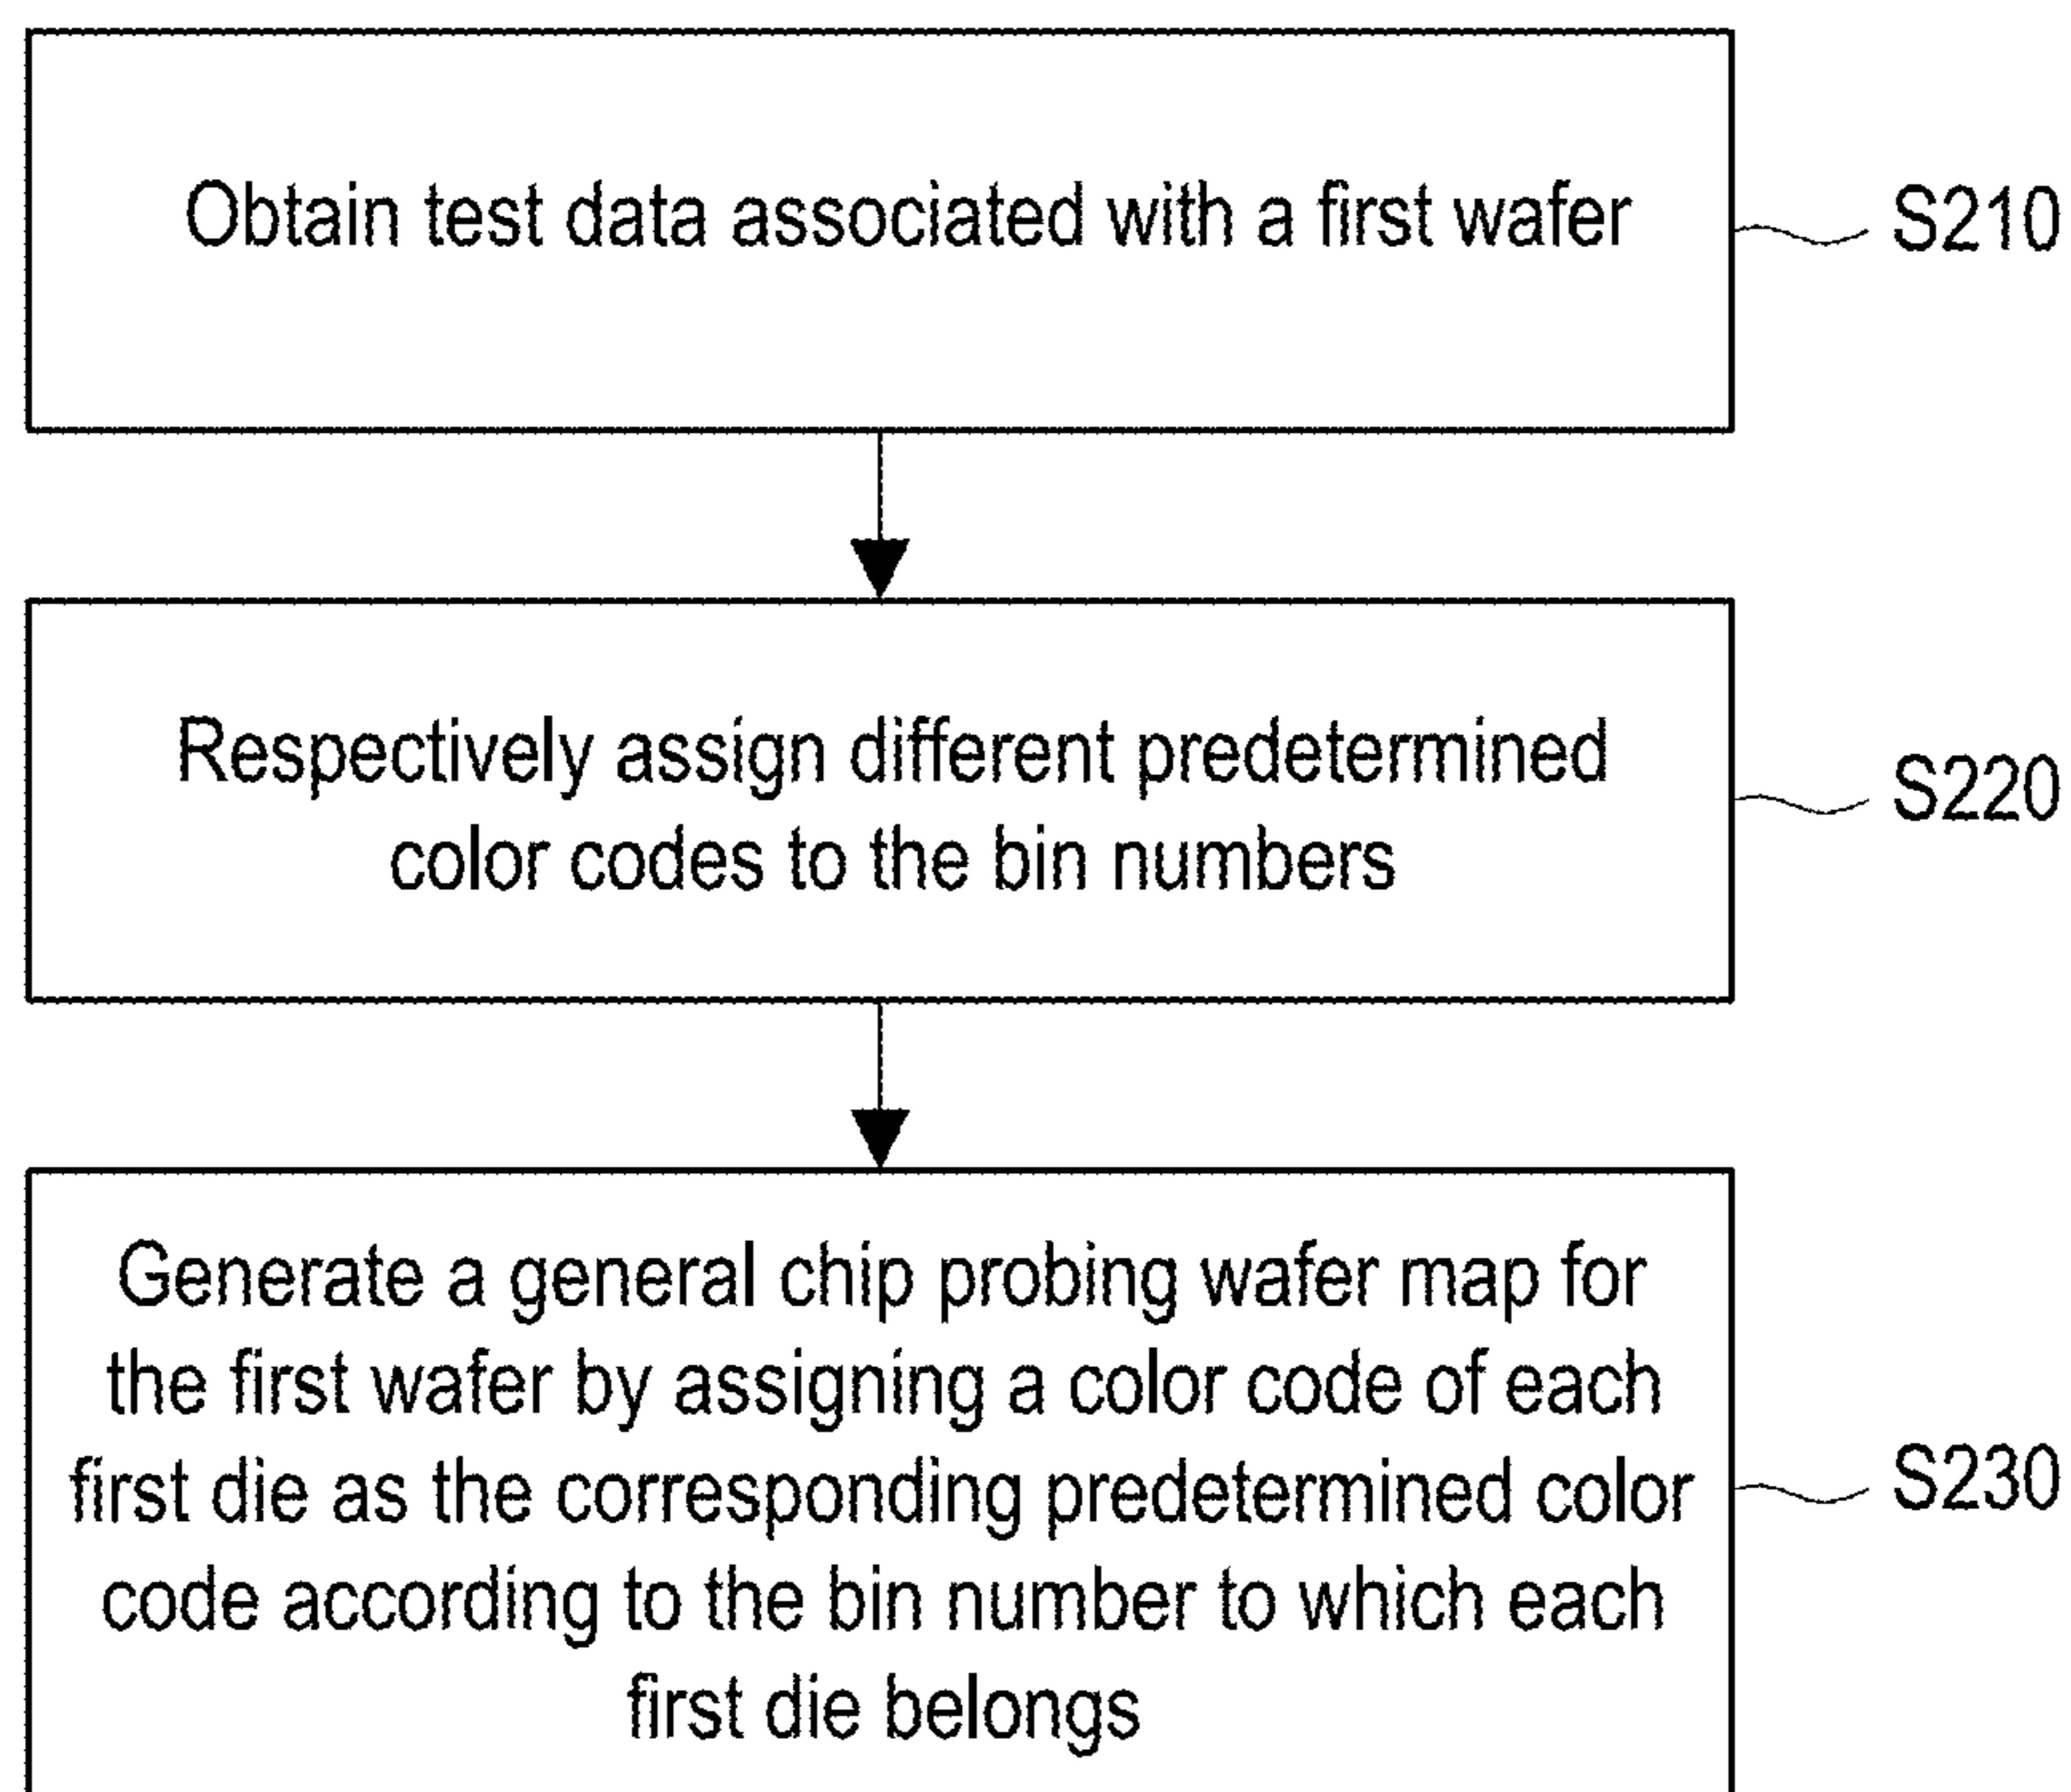 Obtain test data associated with a first wafer
S210
Respectively assign different predetermined
color codes to the bin numbers
S220
Generate a general chip probing wafer map for
the first wafer by assigning a color code of each
first die as the corresponding predetermined color
code according to the bin number to which each
first die belongs
S230